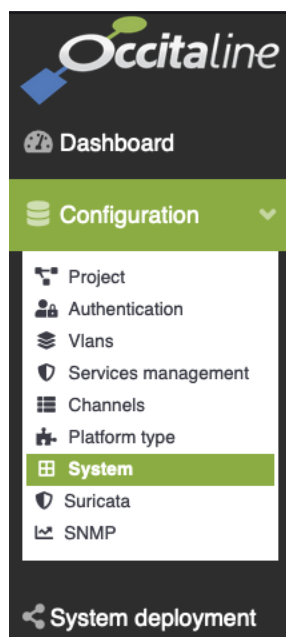 Occitaline
Dashboard
Configuration
Project
Authentication
Vlans
Services management
Channels
Platform type
System
Suricata
SNMP
System deployment